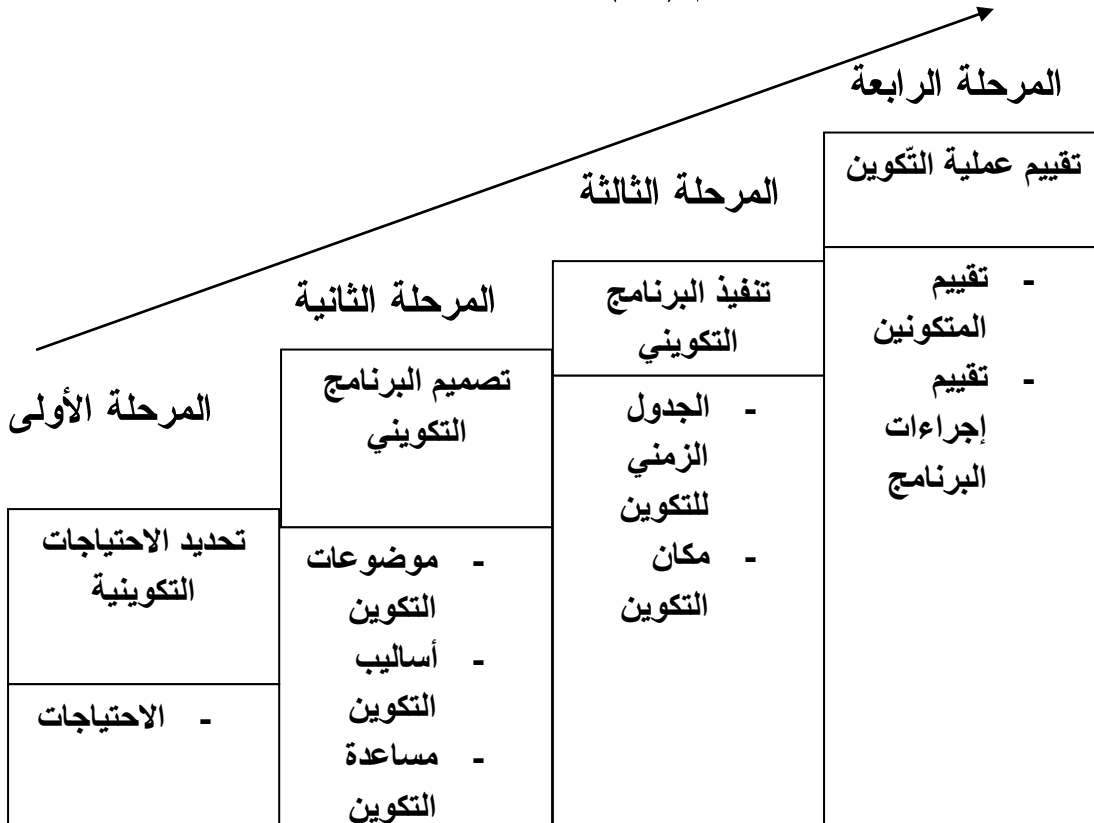 المرحلة الرابعة
تقييم عملية التّكوين
- تقييم
المتكونين
- تقييم
إجراءات
البرنامج
المرحلة الثالثة
تنفيذ البرنامج
التكويني
- الجدول
الزمني
للتكوين
- مكان
التكوين
المرحلة الثانية
تصميم البرنامج
التكويني
- موضوعات
التكوين
- أساليب
التكوين
- مساعدة
التكوين
المرحلة الأولى
تحديد الاحتياجات
التكوينية
- الاحتياجات